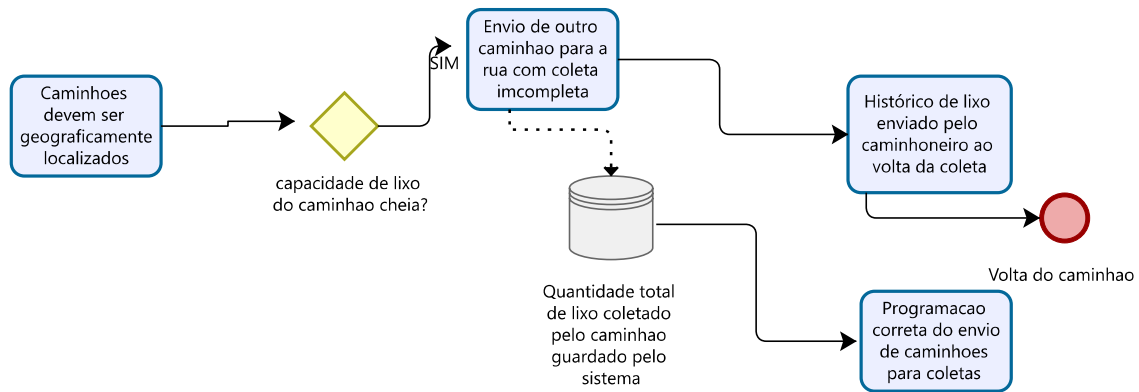 Caminhoes
devem ser
geograficamente
localizados
capacidade de lixo
do caminhao cheia?
SIM
Envio de outro
caminhao para a
rua com coleta
imcompleta
Quantidade total
de lixo coletado
pelo caminhao
guardado pelo
sistema
Histórico de lixo
enviado pelo
caminhoneiro ao
volta da coleta
Volta do caminhao
Programacao
correta do envio
de caminhoes
para coletas